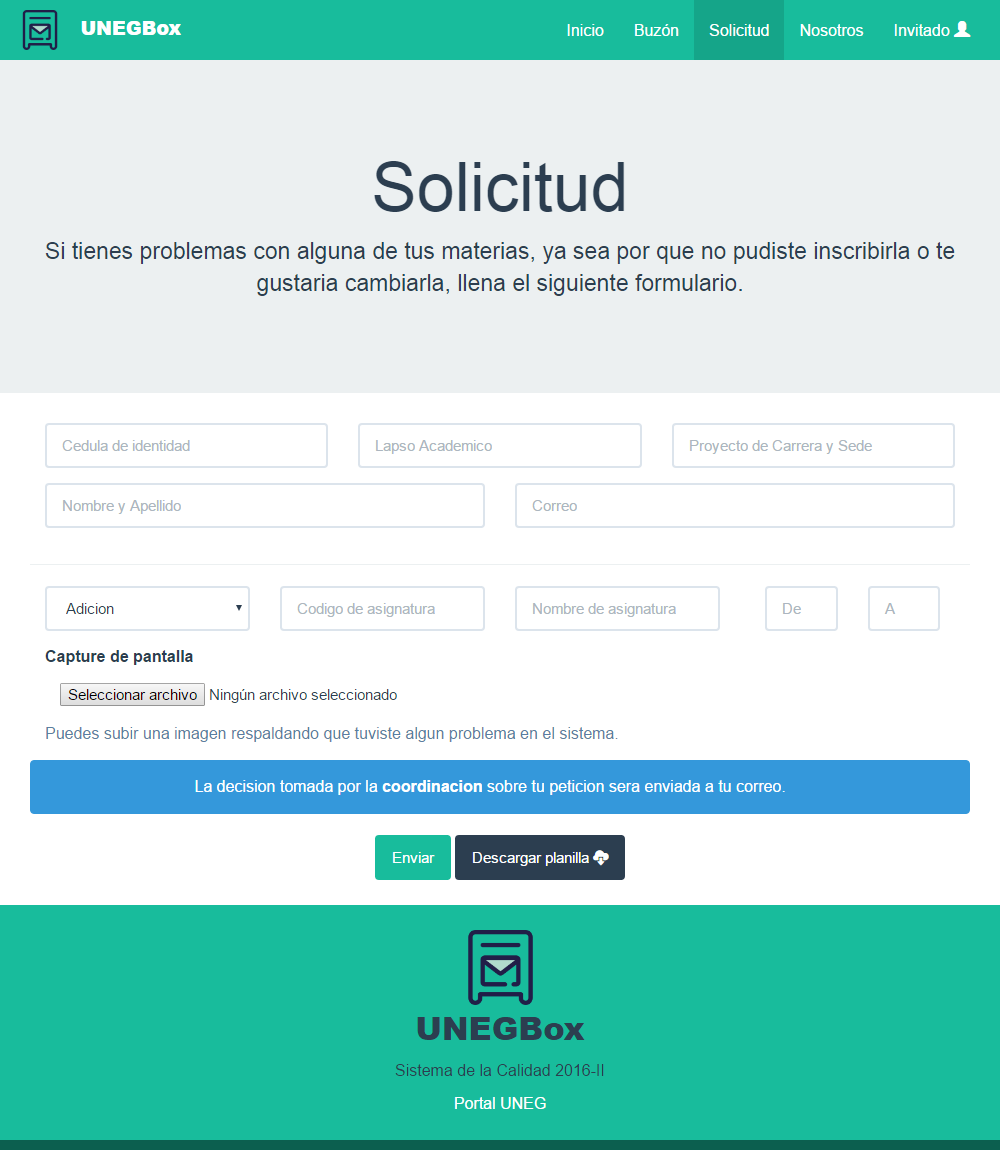 UNEGBox
Inicio Buzón Solicitud Nosotros Invitado
Solicitud
Si tienes problemas con alguna de tus materias, ya sea por que no pudiste inscribirla o te
gustaria cambiarla, llena el siguiente formulario.
Cedula de identidad Lapso Academico Proyecto de Carrera y Sede
Nombre y Apellido Correo
Adicion Codigo de asignatura Nombre de asignatura De A
Capture de pantalla
Seleccionar archivo Ningún archivo seleccionado
Puedes subir una imagen respaldando que tuviste algun problema en el sistema.
La decision tomada por la coordinacion sobre tu peticion sera enviada a tu correo.
Enviar Descargar planilla
UNEGBox
Sistema de la Calidad 2016-II
Portal UNEG